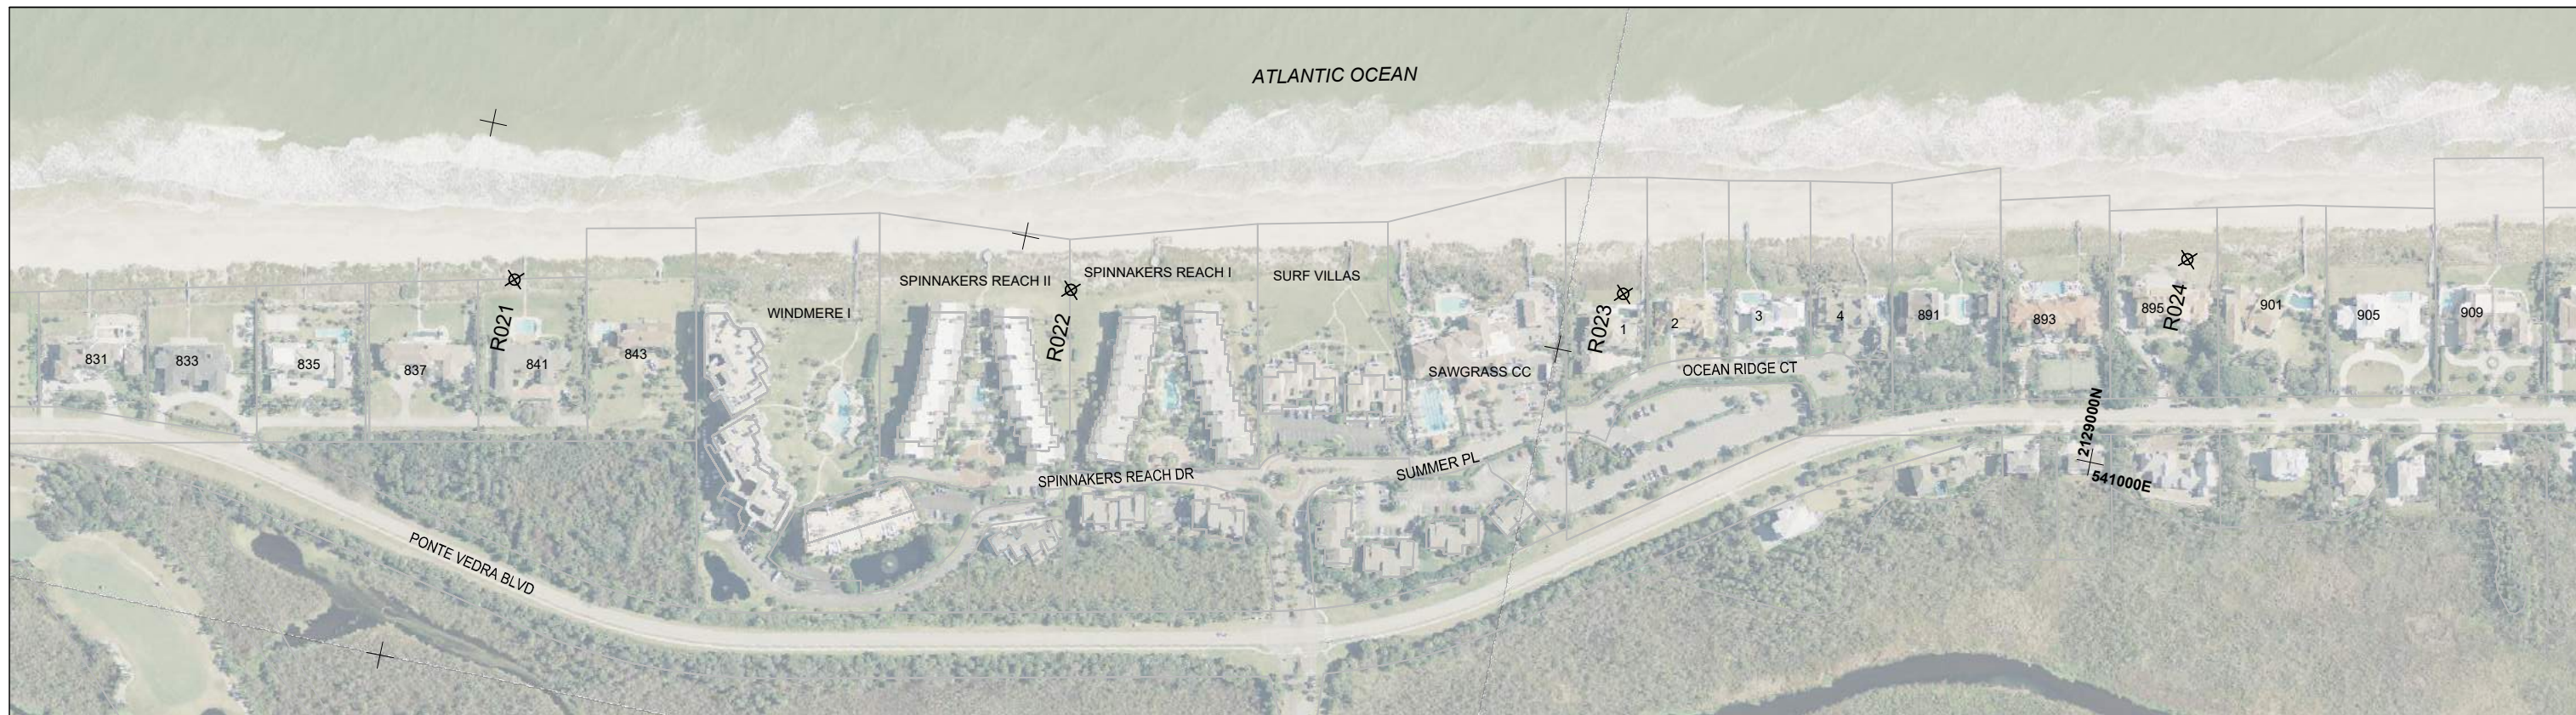 ATLANTIC OCEAN
SPINNAKERS REACH II
SPINNAKERS REACH I
SURF VILLAS
WINDMERE I
R021
R022
R023
R024
831
833
835
837
841
843
1
2
3
4
891
893
895
901
905
909
SAWGRASS CC
OCEAN RIDGE CT
SUMMER PL
SPINNAKERS REACH DR
PONTE VEDRA BLVD
2129000N
541000E